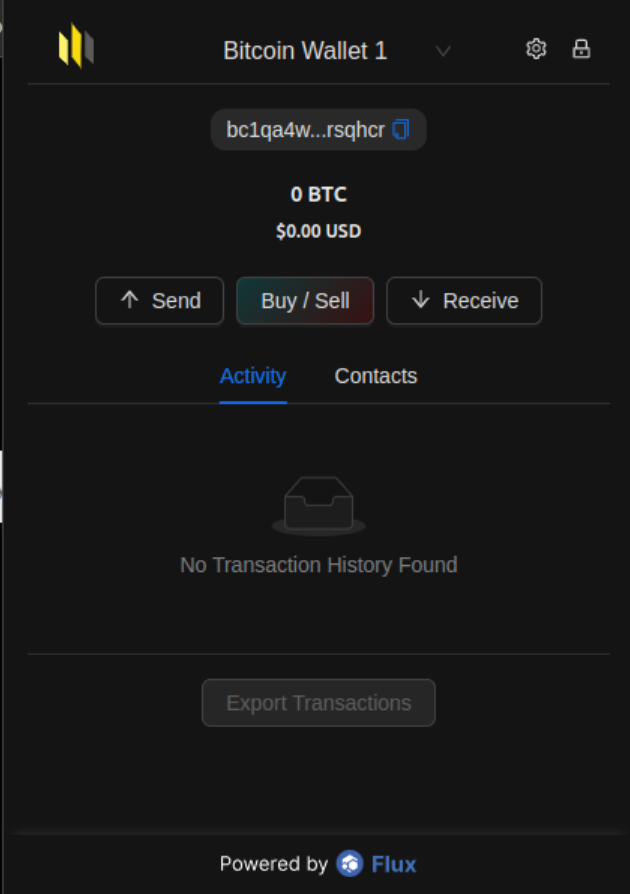 Bitcoin Wallet 1
bc1qa4w...rsqhcr
0 BTC
$0.00 USD
Send Buy / Sell Receive
Activity Contacts
No Transaction History Found
Export Transactions
Powered by Flux